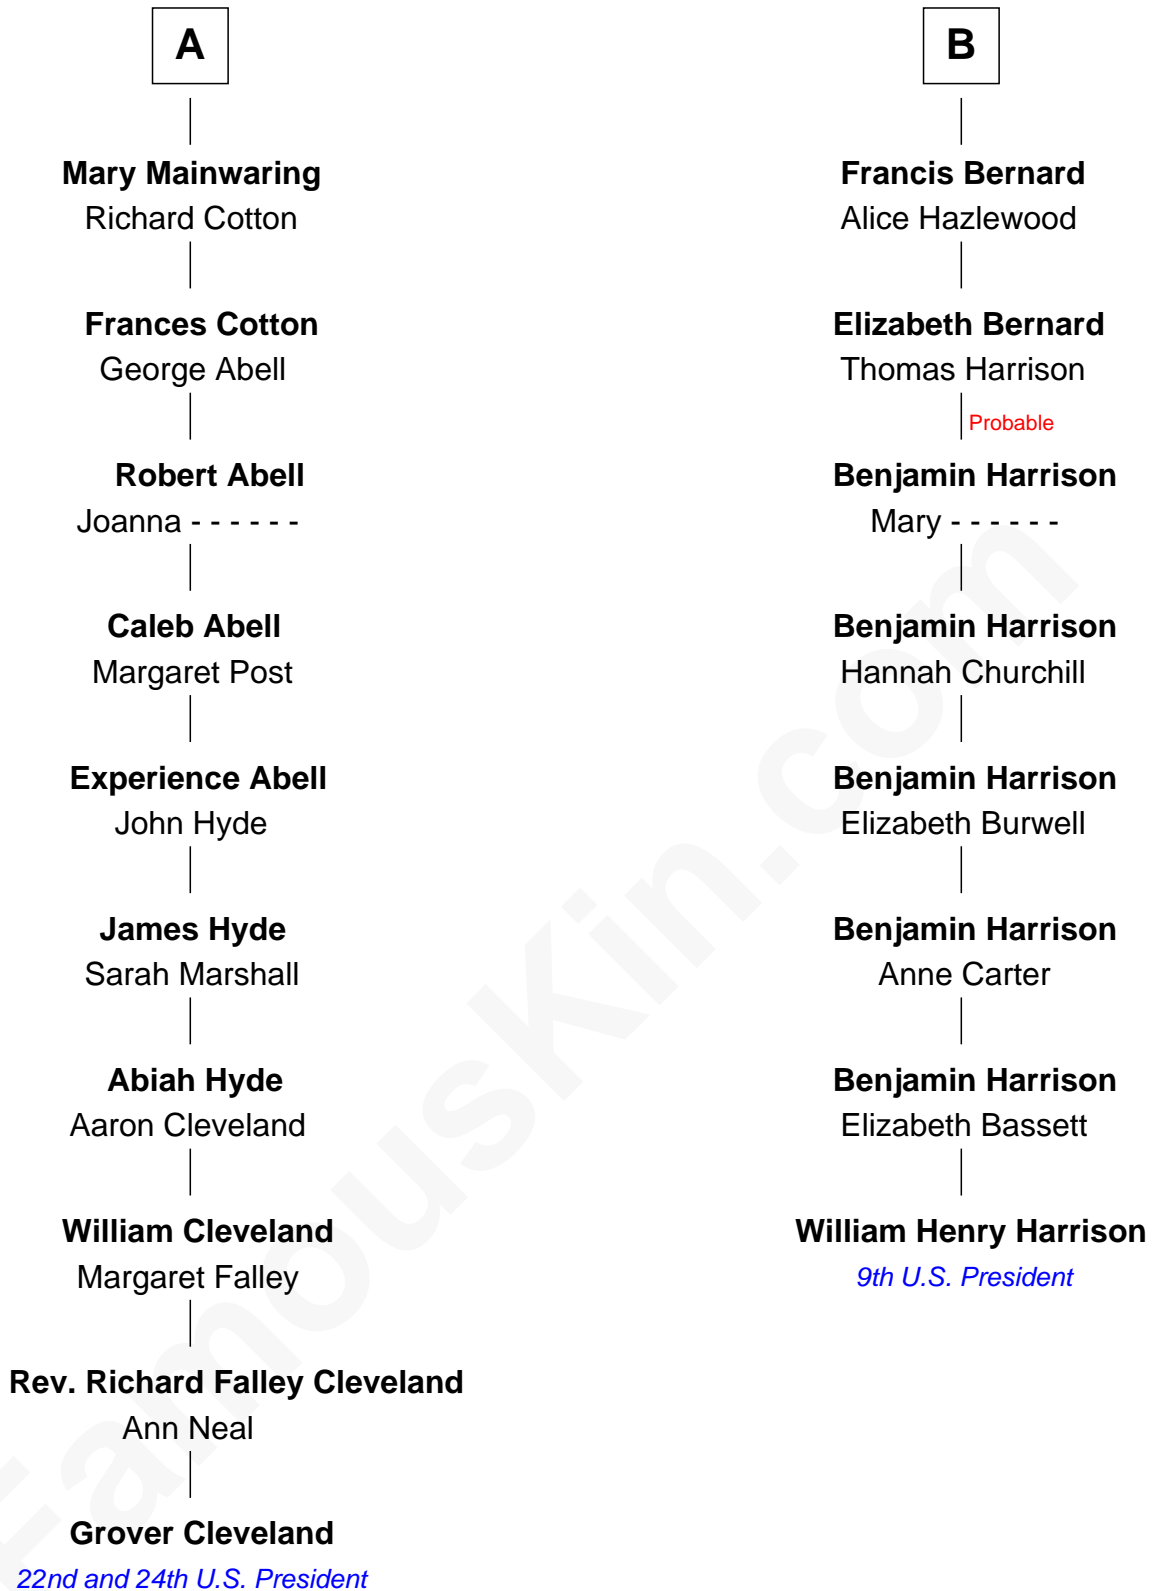 A
Mary Mainwaring
Richard Cotton
Frances Cotton
George Abell
Robert Abell
Joanna - - - - - -
Caleb Abell
Margaret Post
Experience Abell
John Hyde
James Hyde
Sarah Marshall
Abiah Hyde
Aaron Cleveland
William Cleveland
Margaret Falley
Rev. Richard Falley Cleveland
Ann Neal
Grover Cleveland
22nd and 24th U.S. President
B
Francis Bernard
Alice Hazlewood
Elizabeth Bernard
Thomas Harrison
Probable
Benjamin Harrison
Mary - - - - - -
Benjamin Harrison
Hannah Churchill
Benjamin Harrison
Elizabeth Burwell
Benjamin Harrison
Anne Carter
Benjamin Harrison
Elizabeth Bassett
William Henry Harrison
9th U.S. President
FamousKin.com